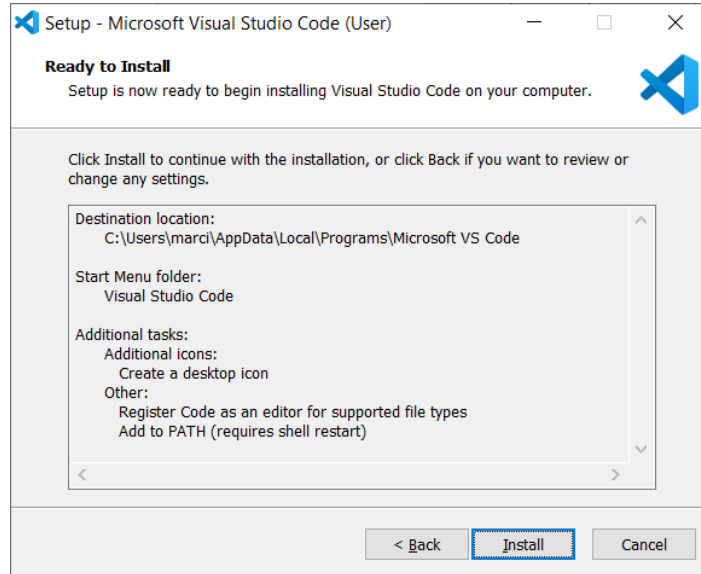 Setup - Microsoft Visual Studio Code (User)
Ready to Install
Setup is now ready to begin installing Visual Studio Code on your computer.
Click Install to continue with the installation, or click Back if you want to review or
change any settings.
Destination location:
C:\Users\marci\AppData\Local\Programs\Microsoft VS Code
Start Menu folder:
Visual Studio Code
Additional tasks:
Additional icons:
Create a desktop icon
Other:
Register Code as an editor for supported file types
Add to PATH (requires shell restart)
< Back Install Cancel